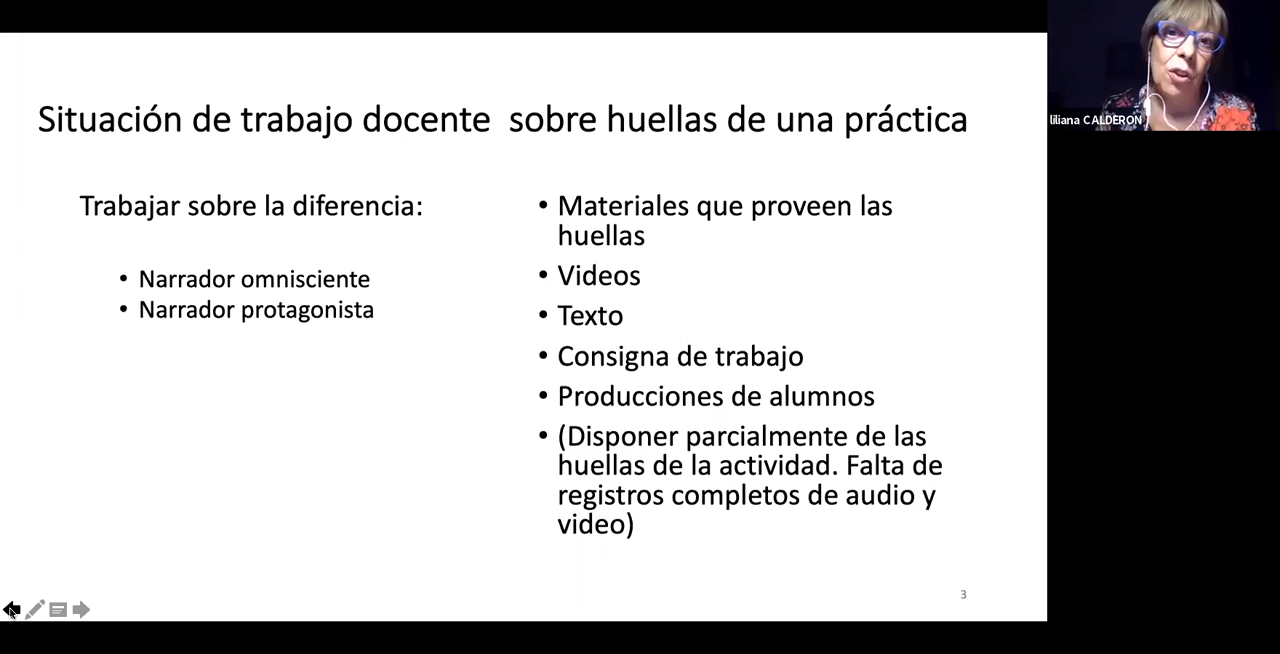 Situación de trabajo docente  sobre huellas de una práctica
Trabajar sobre la diferencia:
• Narrador omnisciente
• Narrador protagonista
• Materiales que proveen las
huellas
• Videos
• Texto
• Consigna de trabajo
• Producciones de alumnos
• (Disponer parcialmente de las
huellas de la actividad. Falta de
registros completos de audio y
video)
3
liliana CALDERON